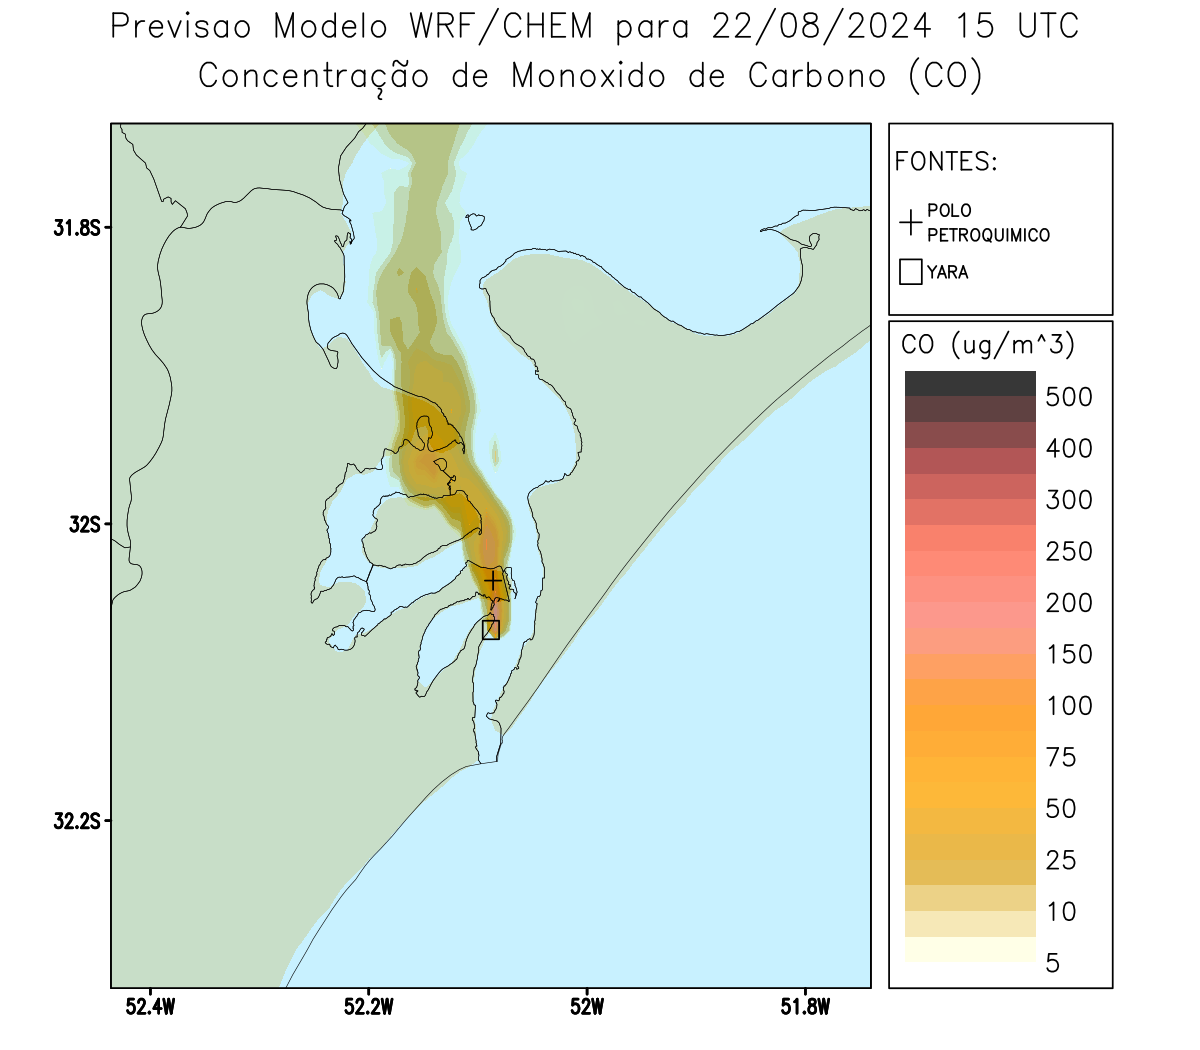 Previsao Modelo WRF/CHEM para 22/08/2024 15 UTC
Concentração de Monoxido de Carbono (CO)
FONTES:
POLO
PETROQUIMICO
YARA
CO (ug/m^3)
500
400
300
250
200
150
100
75
50
25
10
5
31.8S
32S
32.2S
52.4W
52.2W
52W
51.8W